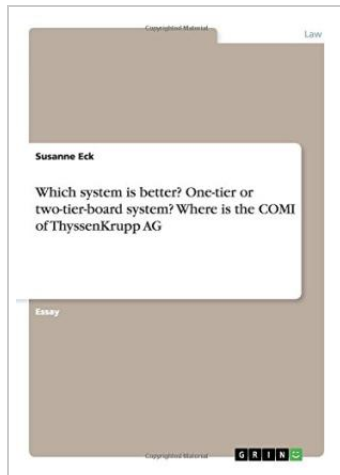 Copyrighted Material
Law
Susanne Eck
Which system is better? One-tier or
two-tier-board system? Where is the COMI
of ThyssenKrupp AG
Essay
Copyrighted Material
GRIN